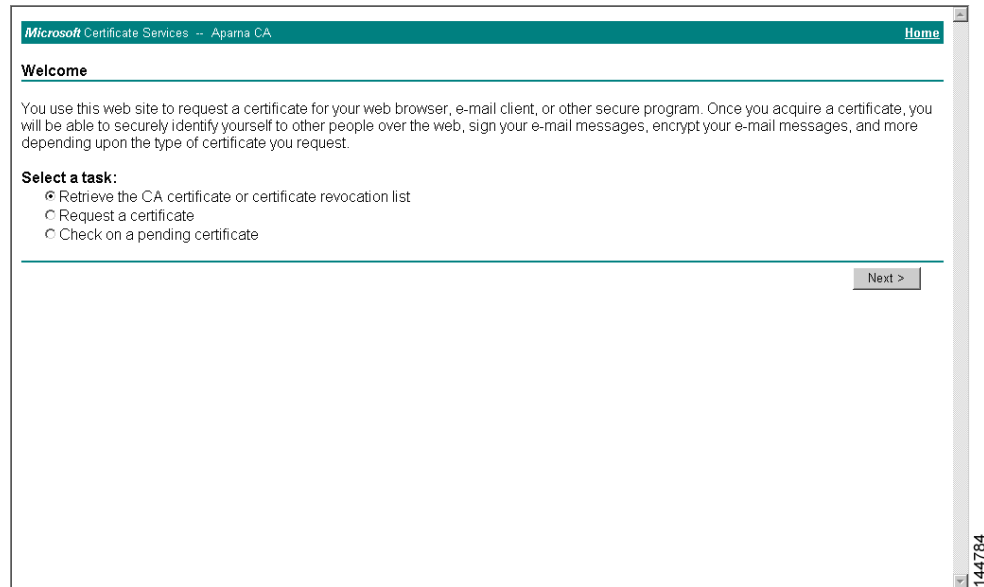 Microsoft Certificate Services -- Aparna CA Home
Welcome
You use this web site to request a certificate for your web browser, e-mail client, or other secure program. Once you acquire a certificate, you
will be able to securely identify yourself to other people over the web, sign your e-mail messages, encrypt your e-mail messages, and more
depending upon the type of certificate you request.
Select a task:
Retrieve the CA certificate or certificate revocation list
Request a certificate
Check on a pending certificate
Next >
144784